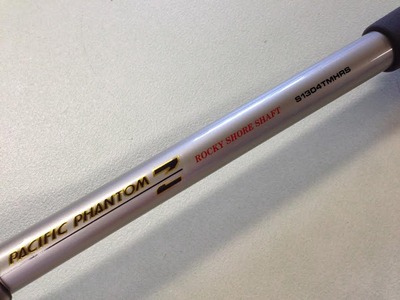 PACIFIC PHANTOM
ROCKY SHORE SHAFT
S1304TMHRS